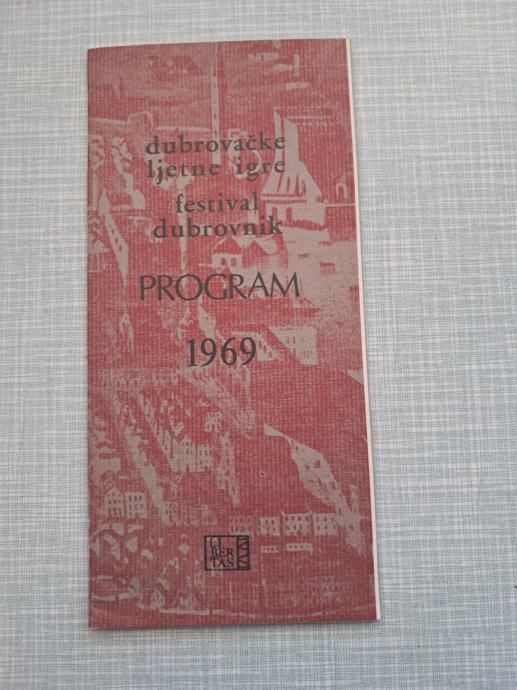 dubrovačke
ljetne igre
festival
dubrovnik
PROGRAM
1969
LI
BER
TAS